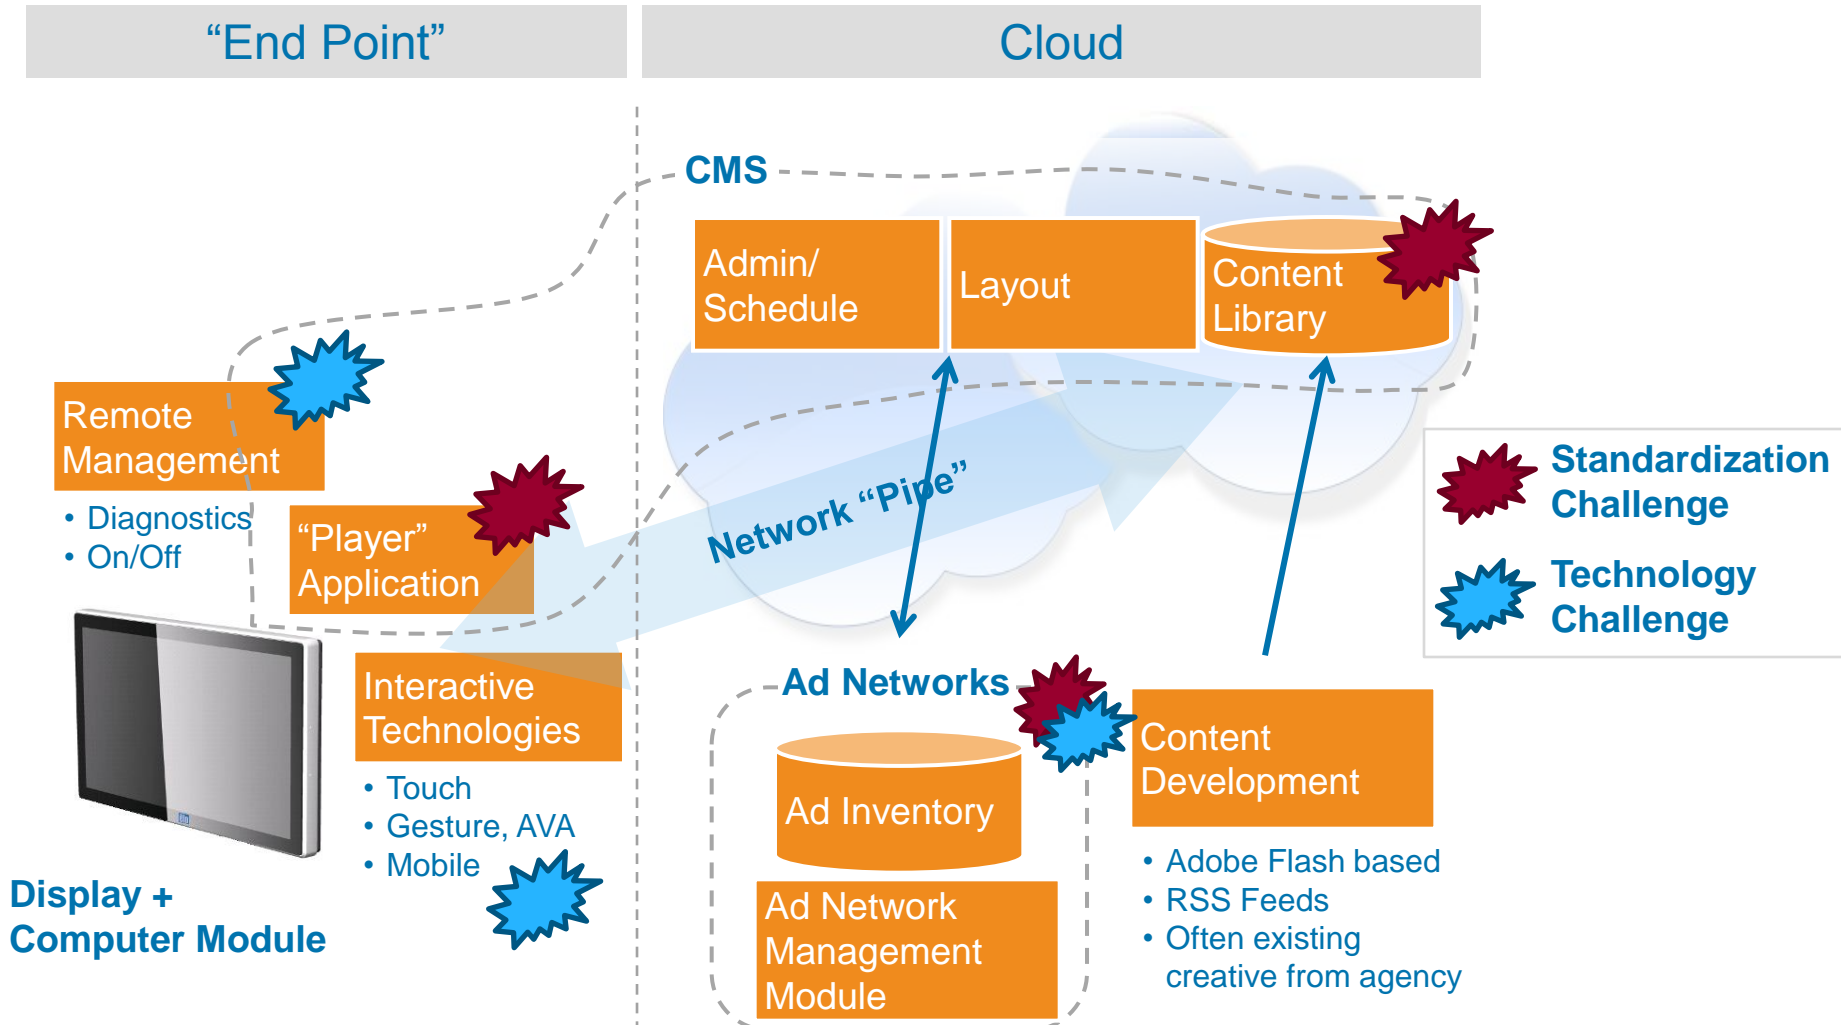 “End Point”
Cloud
CMS
Admin/
Schedule
Layout
Content
Library
Remote
Management
• Diagnostics
• On/Off
“Player”
Application
Network “Pipe”
Standardization
Challenge
Technology
Challenge
Interactive
Technologies
• Touch
• Gesture, AVA
• Mobile
Display +
Computer Module
Ad Networks
Ad Inventory
Ad Network
Management
Module
Content
Development
• Adobe Flash based
• RSS Feeds
• Often existing
creative from agency